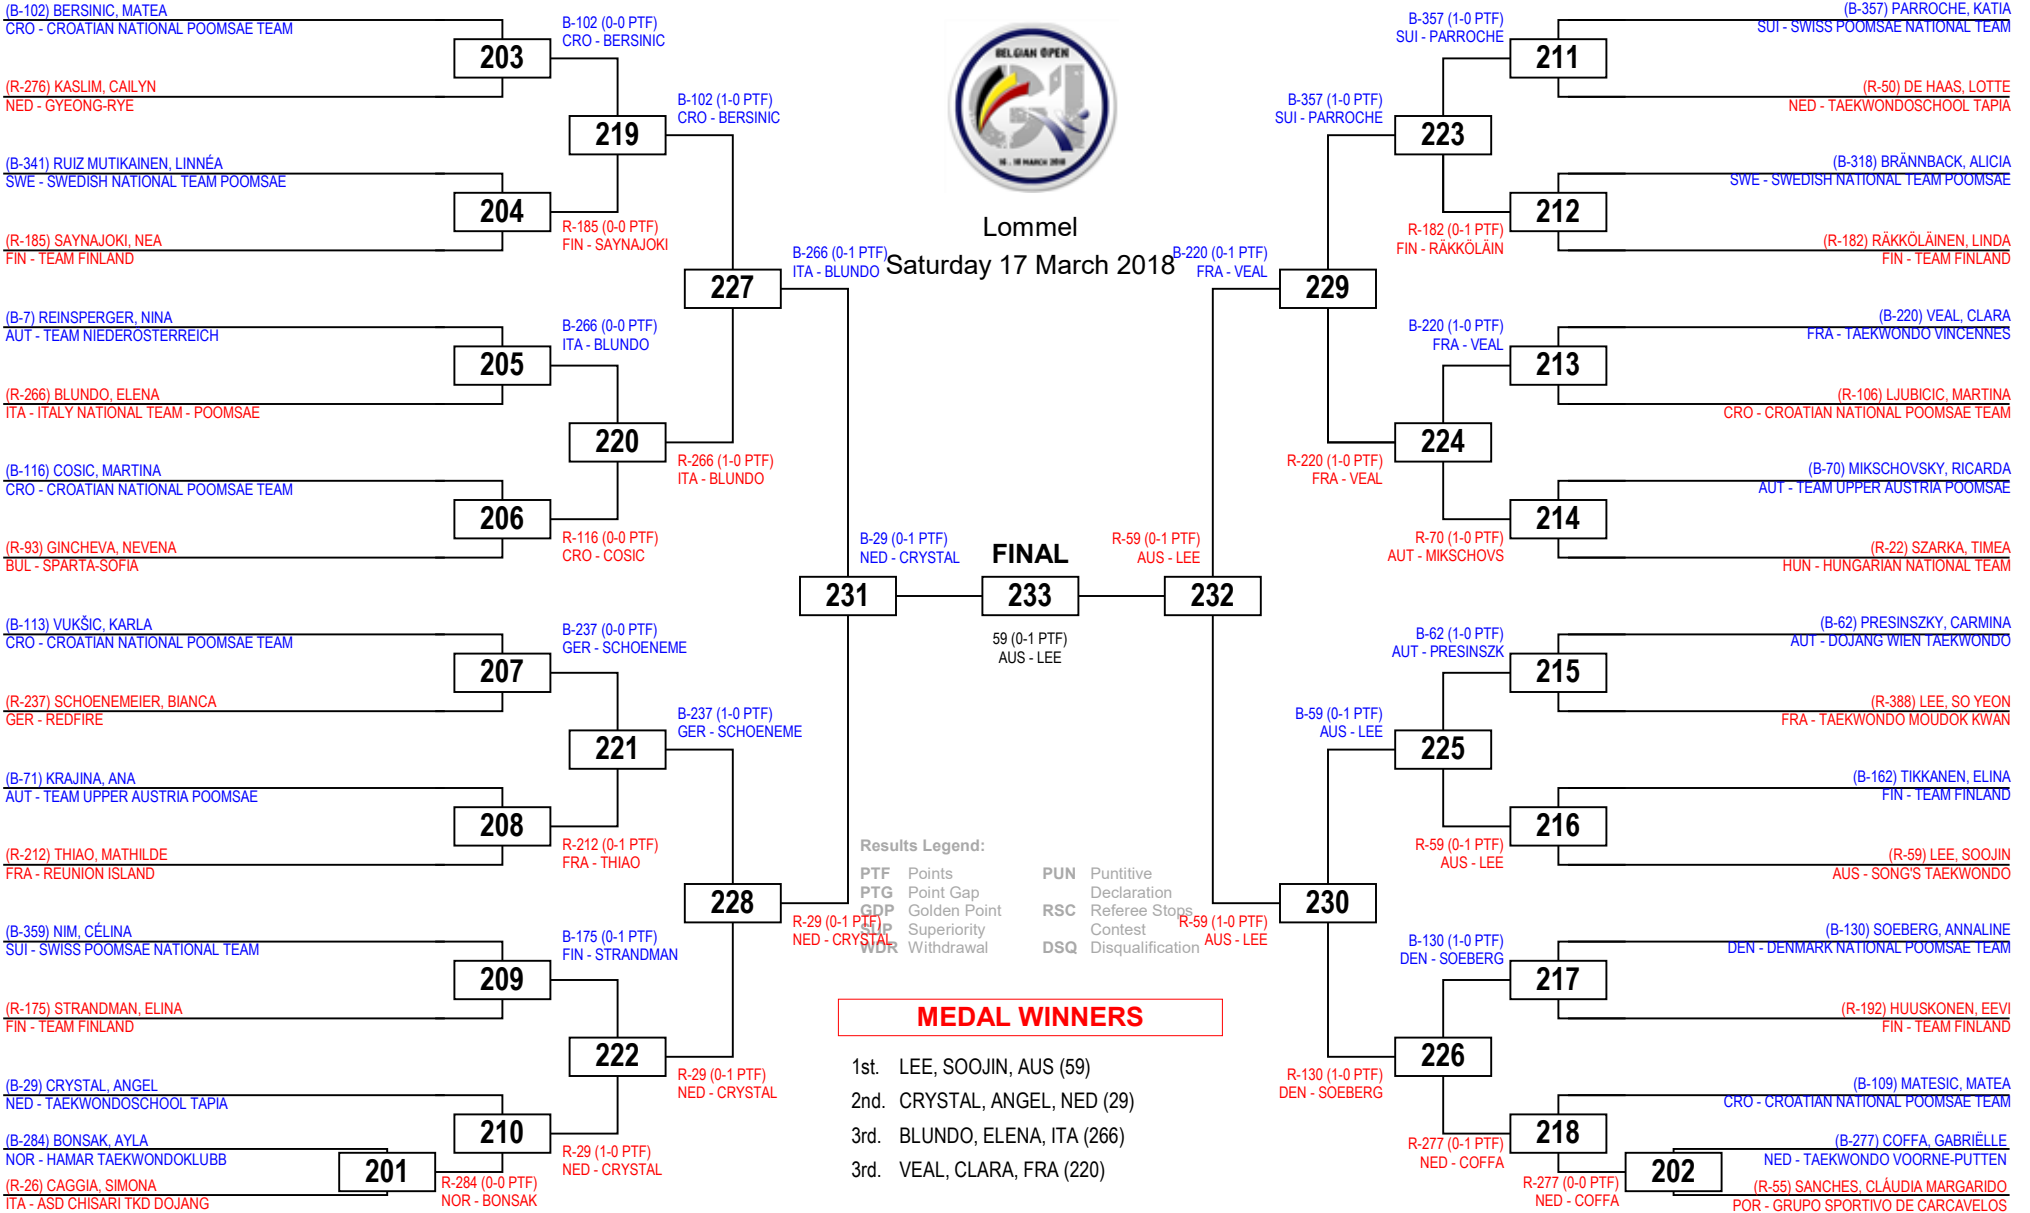 (B-102) BERSINIC, MATEA
CRO - CROATIAN NATIONAL POOMSAE TEAM
203
(R-276) KASLIM, CAILYN
NED - GYEONG-RYE
(B-341) RUIZ MUTIKAINEN, LINNÉA
SWE - SWEDISH NATIONAL TEAM POOMSAE
204
(R-185) SAYNAJOKI, NEA
FIN - TEAM FINLAND
(B-7) REINSPERGER, NINA
AUT - TEAM NIEDERÖSTERREICH
205
(R-266) BLUNDO, ELENA
ITA - ITALY NATIONAL TEAM - POOMSAE
(B-116) COSIC, MARTINA
CRO - CROATIAN NATIONAL POOMSAE TEAM
206
(R-93) GINCHEVA, NEVENA
BUL - SPARTA-SOFIA
(B-113) VUKŠIC, KARLA
CRO - CROATIAN NATIONAL POOMSAE TEAM
207
(R-237) SCHOENEMEIER, BIANCA
GER - REDFIRE
(B-71) KRAJINA, ANA
AUT - TEAM UPPER AUSTRIA POOMSAE
208
(R-212) THIAO, MATHILDE
FRA - REUNION ISLAND
(B-359) NIM, CÉLINA
SUI - SWISS POOMSAE NATIONAL TEAM
209
(R-175) STRANDMAN, ELINA
FIN - TEAM FINLAND
(B-29) CRYSTAL, ANGEL
NED - TAEKWONDOSCHOOL TAPIA
210
(B-284) BONSAK, AYLA
NOR - HAMAR TAEKWONDOKLUBB
201
(R-26) CAGGIA, SIMONA
ITA - ASD CHISARI TKD DOJANG
R-284 (0-0 PTF)
NOR - BONSAK
B-102 (0-0 PTF)
CRO - BERSINIC
219
R-185 (0-0 PTF)
FIN - SAYNAJOKI
B-266 (0-0 PTF)
ITA - BLUNDO
220
R-116 (0-0 PTF)
CRO - COSIC
B-237 (0-0 PTF)
GER - SCHOENEME
221
R-212 (0-1 PTF)
FRA - THIAO
B-175 (0-1 PTF)
FIN - STRANDMAN
222
R-29 (1-0 PTF)
NED - CRYSTAL
B-102 (1-0 PTF)
CRO - BERSINIC
227
R-266 (1-0 PTF)
ITA - BLUNDO
B-237 (1-0 PTF)
GER - SCHOENEME
228
R-29 (0-1 PTF)
NED - CRYSTAL
B-266 (0-1 PTF)
ITA - BLUNDO
231
R-29 (0-1 PTF)
NED - CRYSTAL
BELGIAN OPEN
G1
16 - 18 MARCH 2018
Lommel
Saturday 17 March 2018
B-29 (0-1 PTF)
NED - CRYSTAL
FINAL
R-59 (0-1 PTF)
AUS - LEE
233
59 (0-1 PTF)
AUS - LEE
Results Legend:
PTF Points
PTG Point Gap
GDP Golden Point
SUP Superiority
WDR Withdrawal
PUN Puntitive
Declaration
RSC Referee Stops
Contest
DSQ Disqualification
MEDAL WINNERS
1st. LEE, SOOJIN, AUS (59)
2nd. CRYSTAL, ANGEL, NED (29)
3rd. BLUNDO, ELENA, ITA (266)
3rd. VEAL, CLARA, FRA (220)
B-220 (0-1 PTF)
FRA - VEAL
232
R-59 (1-0 PTF)
AUS - LEE
B-357 (1-0 PTF)
SUI - PARROCHE
229
R-220 (1-0 PTF)
FRA - VEAL
B-59 (0-1 PTF)
AUS - LEE
230
R-130 (1-0 PTF)
DEN - SOEBERG
B-357 (1-0 PTF)
SUI - PARROCHE
223
R-182 (0-1 PTF)
FIN - RÄKKÖLÄIN
B-220 (1-0 PTF)
FRA - VEAL
224
R-70 (1-0 PTF)
AUT - MIKSCHOVS
B-62 (1-0 PTF)
AUT - PRESINSZK
225
R-59 (0-1 PTF)
AUS - LEE
B-130 (1-0 PTF)
DEN - SOEBERG
226
R-277 (0-1 PTF)
NED - COFFA
(B-357) PARROCHE, KATIA
SUI - SWISS POOMSAE NATIONAL TEAM
211
(R-50) DE HAAS, LOTTE
NED - TAEKWONDOSCHOOL TAPIA
(B-318) BRÄNNBACK, ALICIA
SWE - SWEDISH NATIONAL TEAM POOMSAE
212
(R-182) RÄKKÖLÄINEN, LINDA
FIN - TEAM FINLAND
(B-220) VEAL, CLARA
FRA - TAEKWONDO VINCENNES
213
(R-106) LJUBICIC, MARTINA
CRO - CROATIAN NATIONAL POOMSAE TEAM
(B-70) MIKSCHOVSKY, RICARDA
AUT - TEAM UPPER AUSTRIA POOMSAE
214
(R-22) SZARKA, TIMEA
HUN - HUNGARIAN NATIONAL TEAM
(B-62) PRESINSZKY, CARMINA
AUT - DOJANG WIEN TAEKWONDO
215
(R-388) LEE, SO YEON
FRA - TAEKWONDO MOUDOK KWAN
(B-162) TIKKANEN, ELINA
FIN - TEAM FINLAND
216
(R-59) LEE, SOOJIN
AUS - SONG'S TAEKWONDO
(B-130) SOEBERG, ANNALINE
DEN - DENMARK NATIONAL POOMSAE TEAM
217
(R-192) HUUSKONEN, EEVI
FIN - TEAM FINLAND
(B-109) MATESIC, MATEA
CRO - CROATIAN NATIONAL POOMSAE TEAM
218
(B-277) COFFA, GABRIËLLE
NED - TAEKWONDO VOORNE-PUTTEN
202
R-277 (0-0 PTF)
NED - COFFA
(R-55) SANCHES, CLÁUDIA MARGARIDO
POR - GRUPO SPORTIVO DE CARCAVELOS